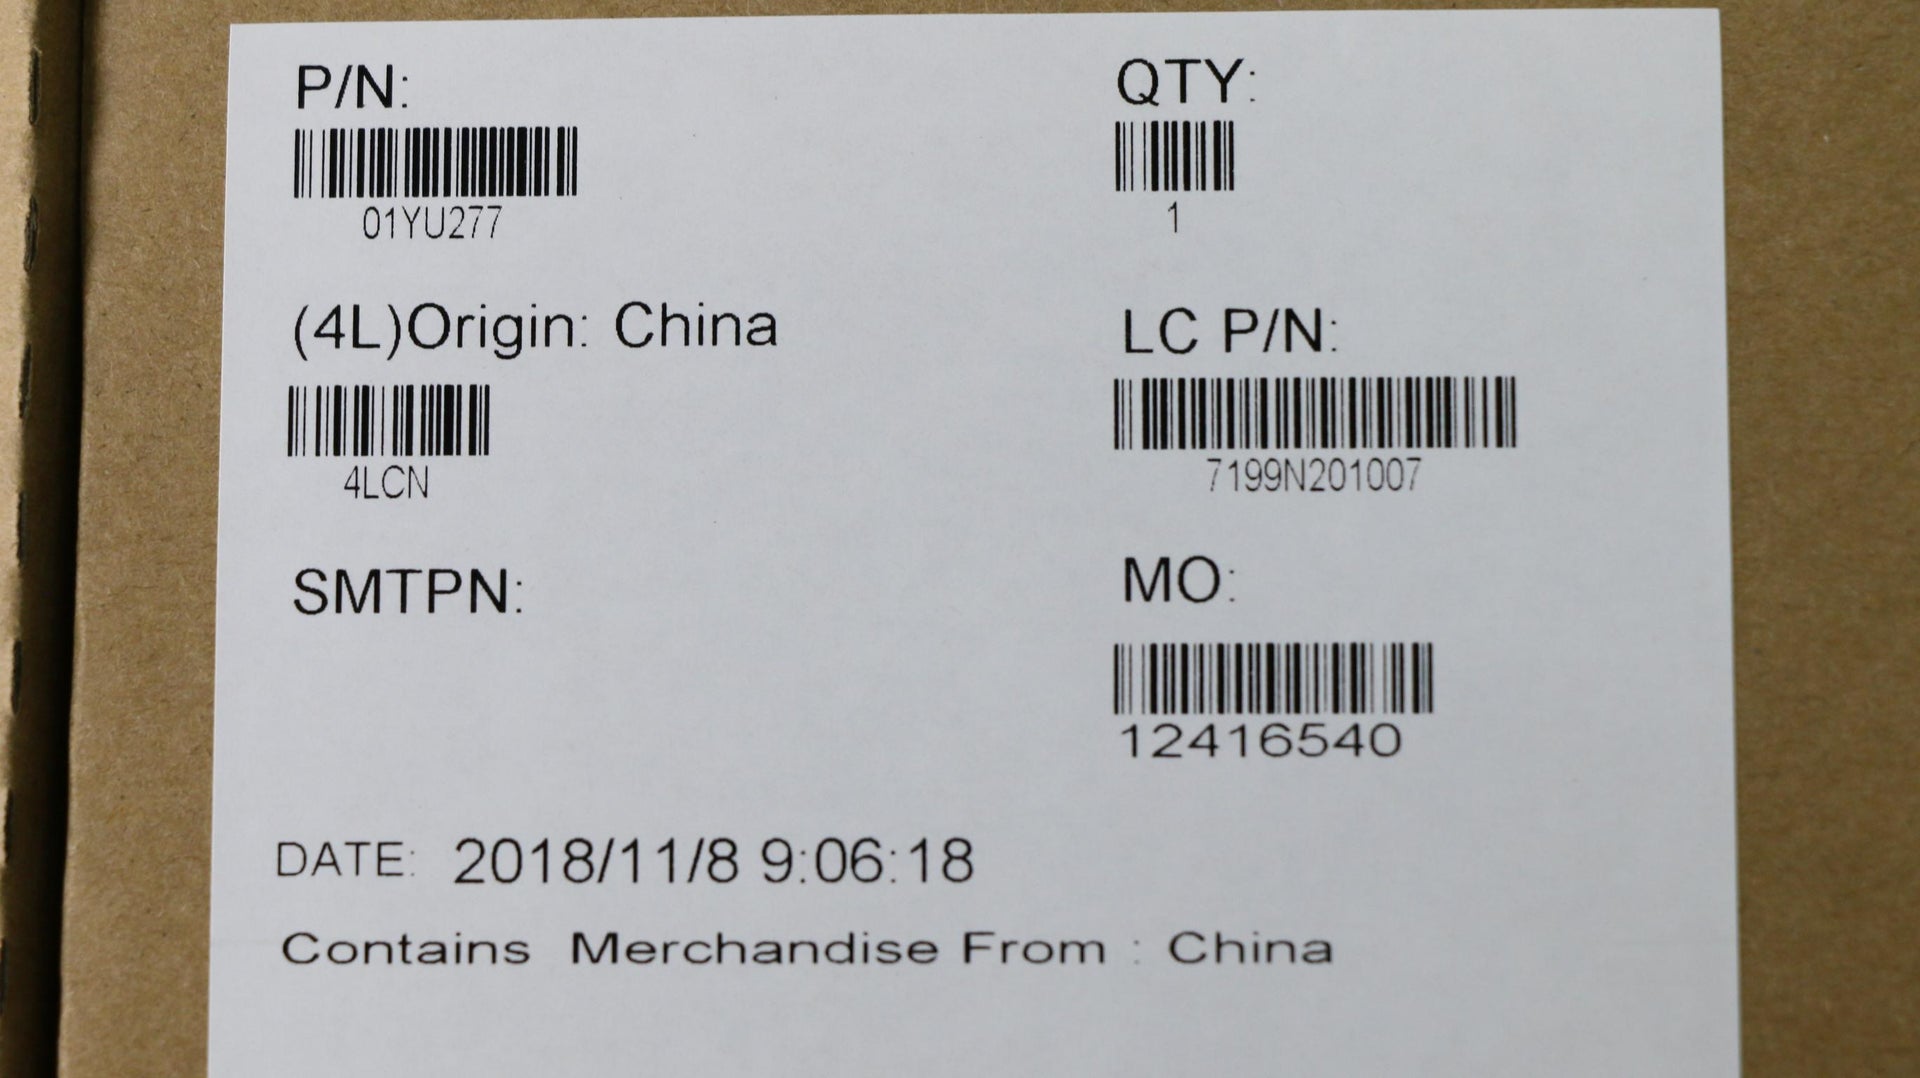 P/N:
QTY:
01YU277
1
(4L)Origin: China
LC P/N:
4LCN
7199N201007
SMTPN:
MO:
12416540
DATE: 2018/11/8 9:06:18
Contains Merchandise From : China